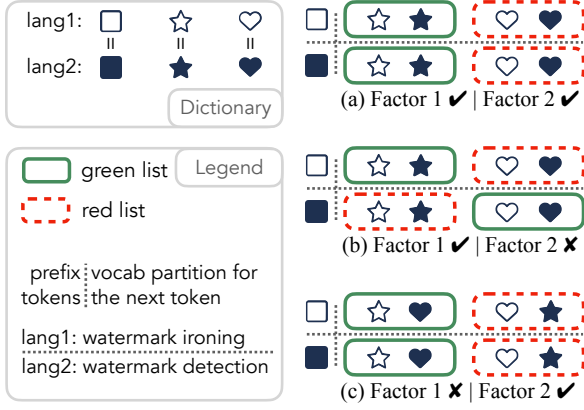 lang1:
lang2:
Dictionary
Legend
green list
red list
prefix vocab partition for
tokens the next token
lang1: watermark ironing
lang2: watermark detection
(a) Factor 1 ✔ | Factor 2 ✔
(b) Factor 1 ✔ | Factor 2 ✘
(c) Factor 1 ✘ | Factor 2 ✔